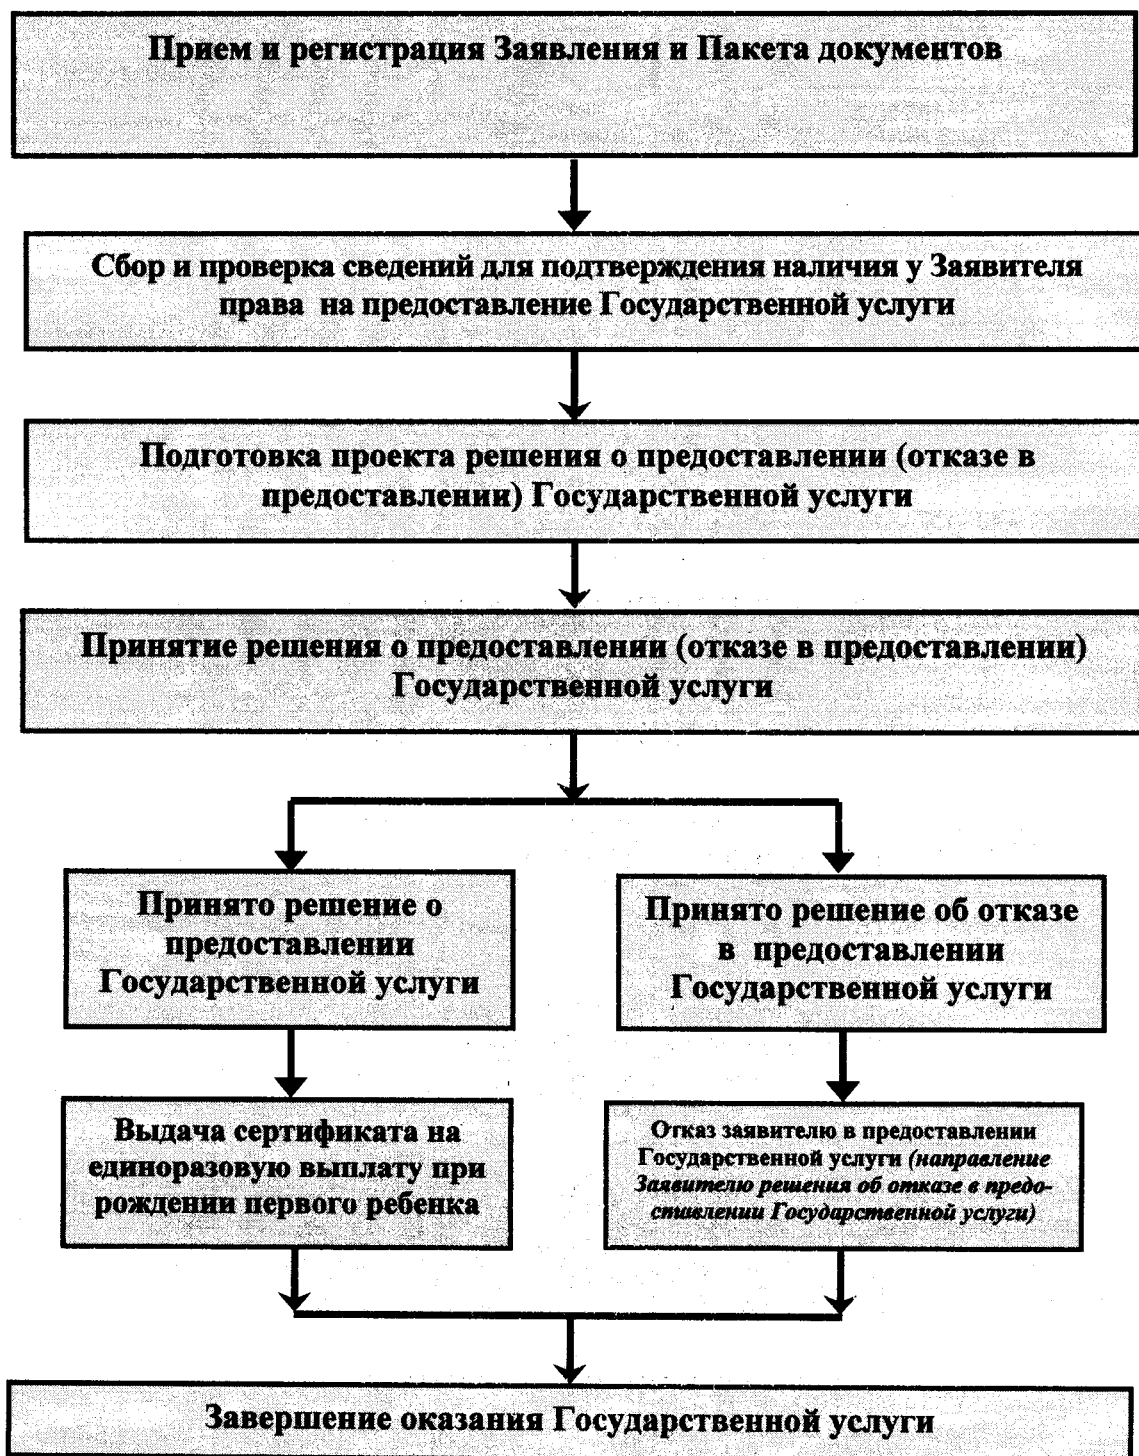 Прием и регистрация Заявления и Пакета документов
Сбор и проверка сведений для подтверждения наличия у Заявителя
права на предоставление Государственной услуги
Подготовка проекта решения о предоставлении (отказе в
предоставлении) Государственной услуги
Принятие решения о предоставлении (отказе в предоставлении)
Государственной услуги
Принято решение о
предоставлении
Государственной услуги
Принято решение об отказе
в предоставлении
Государственной услуги
Выдача сертификата на
единоразовую выплату при
рождении первого ребенка
Отказ заявителю в предоставлении
Государственной услуги (направление
Заявителю решения об отказе в предо-
ставлении Государственной услуги)
Завершение оказания Государственной услуги